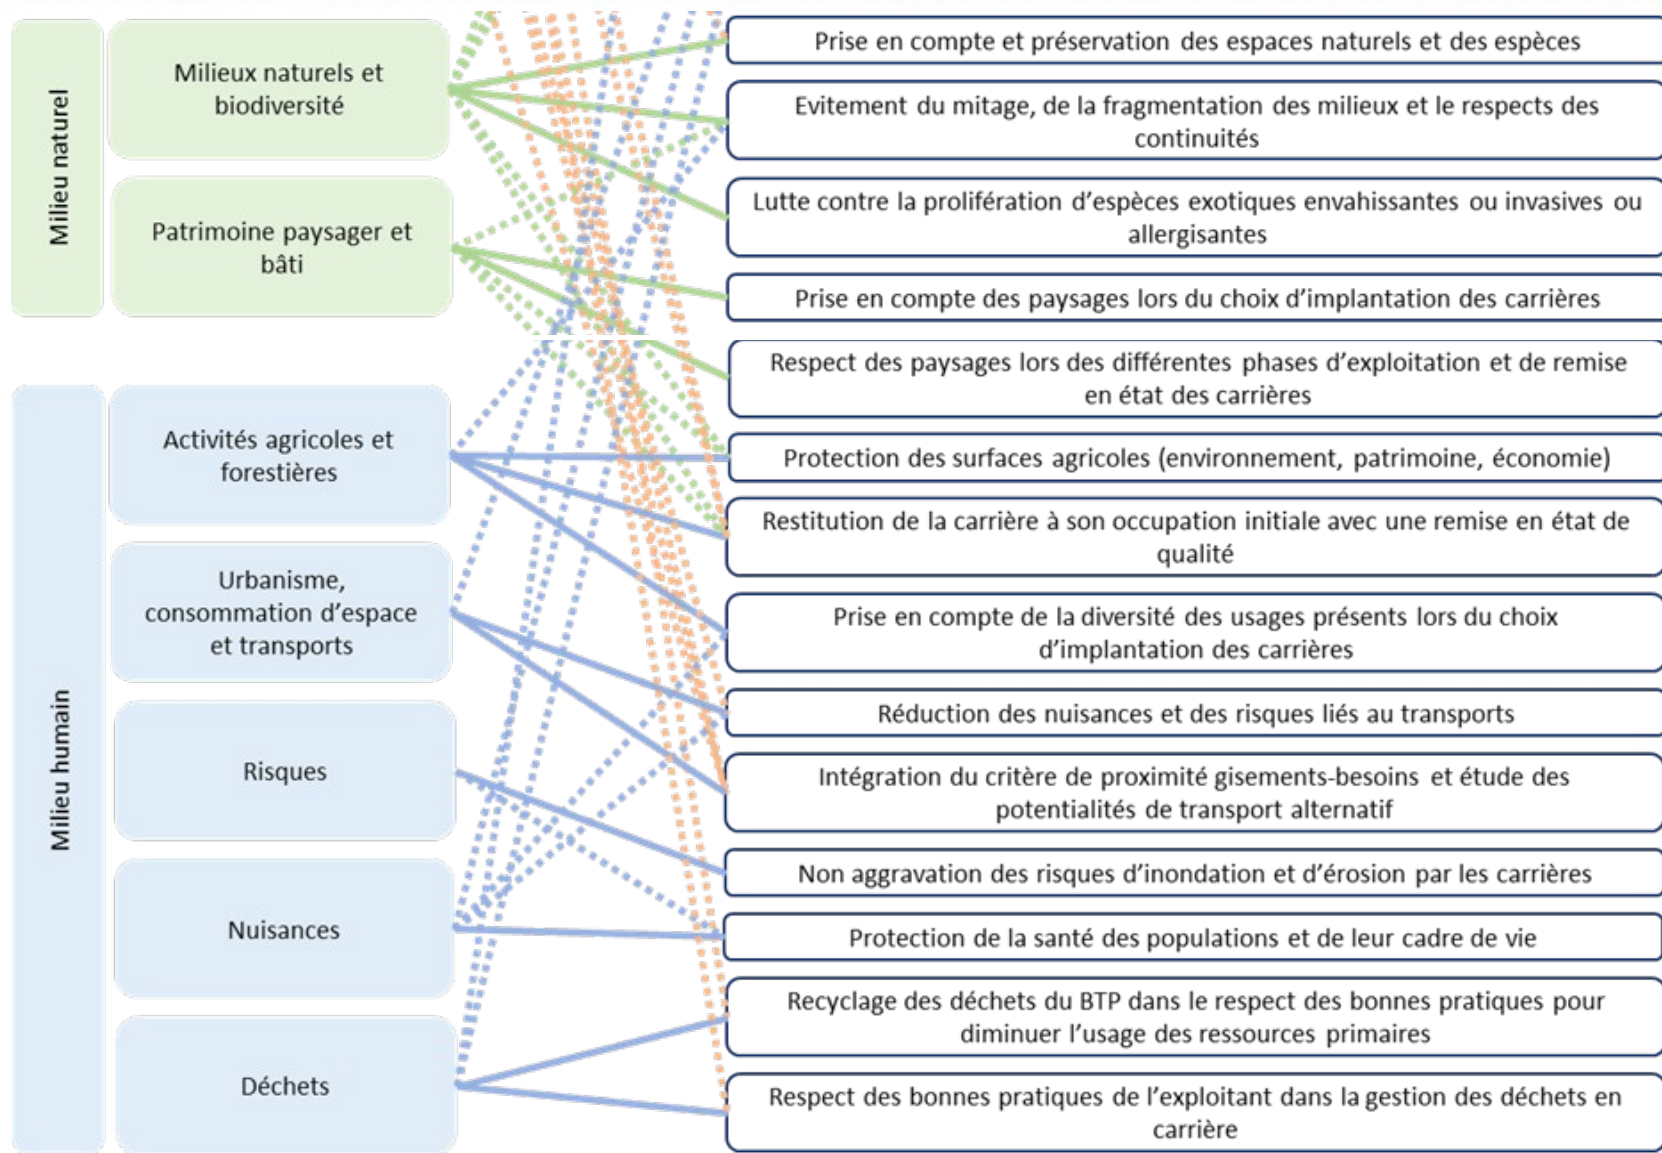 Milieu naturel
Milieux naturels et
biodiversité
Patrimoine paysager et
bâti
Milieu humain
Activités agricoles et
forestières
Urbanisme,
consommation d’espace
et transports
Risques
Nuisances
Déchets
Prise en compte et préservation des espaces naturels et des espèces
Evitement du mitage, de la fragmentation des milieux et le respects des
continuités
Lutte contre la prolifération d’espèces exotiques envahissantes ou invasives ou
allergisantes
Prise en compte des paysages lors du choix d’implantation des carrières
Respect des paysages lors des différentes phases d’exploitation et de remise
en état des carrières
Protection des surfaces agricoles (environnement, patrimoine, économie)
Restitution de la carrière à son occupation initiale avec une remise en état de
qualité
Prise en compte de la diversité des usages présents lors du choix
d’implantation des carrières
Réduction des nuisances et des risques liés au transports
Intégration du critère de proximité gisements-besoins et étude des
potentialités de transport alternatif
Non aggravation des risques d’inondation et d’érosion par les carrières
Protection de la santé des populations et de leur cadre de vie
Recyclage des déchets du BTP dans le respect des bonnes pratiques pour
diminuer l’usage des ressources primaires
Respect des bonnes pratiques de l’exploitant dans la gestion des déchets en
carrière